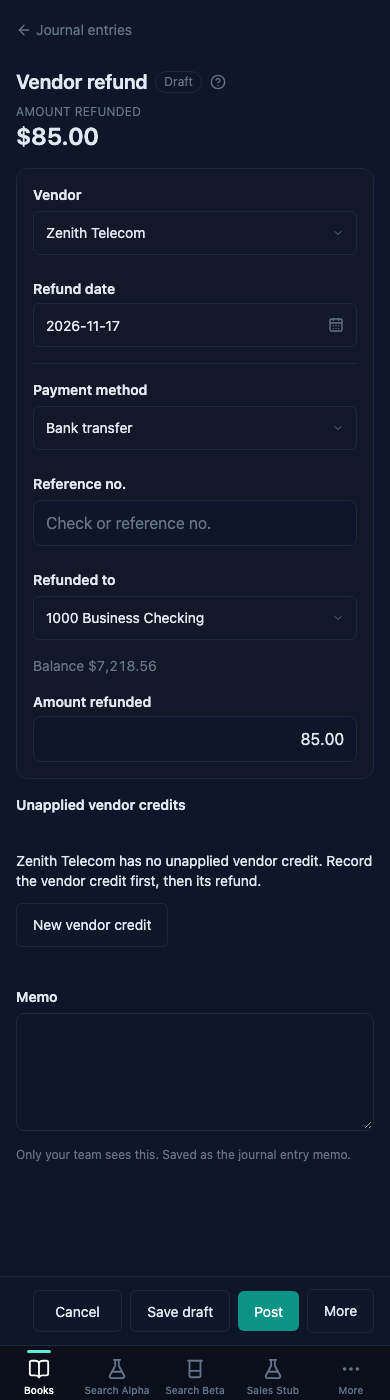 Journal entries
Vendor refund Draft
AMOUNT REFUNDED
$85.00
Vendor
Zenith Telecom
Refund date
2026-11-17
Payment method
Bank transfer
Reference no.
Check or reference no.
Refunded to
1000 Business Checking
Balance $7,218.56
Amount refunded
85.00
Unapplied vendor credits
Zenith Telecom has no unapplied vendor credit. Record
the vendor credit first, then its refund.
New vendor credit
Memo
Only your team sees this. Saved as the journal entry memo.
Cancel Save draft Post More
Books Search Alpha Search Beta Sales Stub More